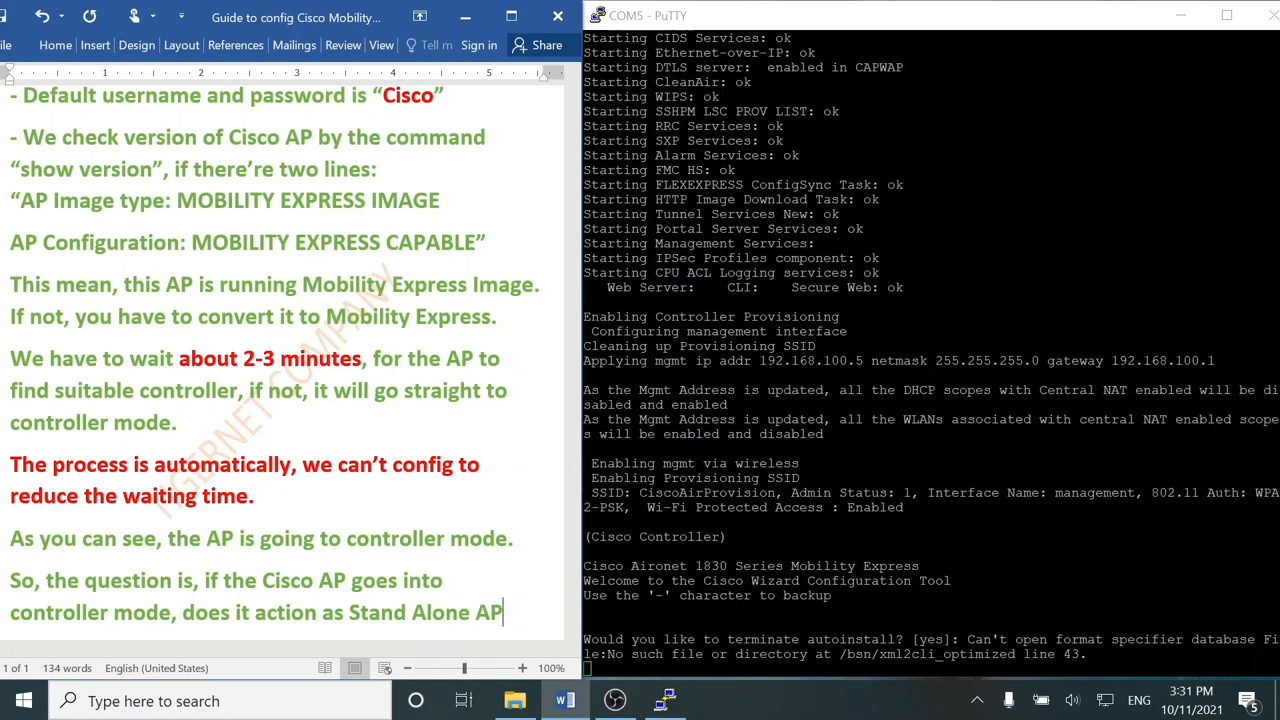 Guide to config Cisco Mobility...
Home Insert Design Layout References Mailings Review View Tell m Sign in Share
1 2 3 4 5
- Default username and password is “Cisco”
- We check version of Cisco AP by the command
“show version”, if there’re two lines:
“AP Image type: MOBILITY EXPRESS IMAGE
AP Configuration: MOBILITY EXPRESS CAPABLE”
This mean, this AP is running Mobility Express Image.
If not, you have to convert it to Mobility Express.
We have to wait about 2-3 minutes, for the AP to
find suitable controller, if not, it will go straight to
controller mode.
The process is automatically, we can’t config to
reduce the waiting time.
As you can see, the AP is going to controller mode.
So, the question is, if the Cisco AP goes into
controller mode, does it action as Stand Alone AP
1 of 1 134 words English (United States) 100%
COM5 - PuTTY
Starting CIDS Services: ok
Starting Ethernet-over-IP: ok
Starting DTLS server:  enabled in CAPWAP
Starting CleanAir: ok
Starting WIPS: ok
Starting SSHPM LSC PROV LIST: ok
Starting RRC Services: ok
Starting SXP Services: ok
Starting Alarm Services: ok
Starting FMC HS: ok
Starting FLEXEXPRESS ConfigSync Task: ok
Starting HTTP Image Download Task: ok
Starting Tunnel Services New: ok
Starting Portal Server Services: ok
Starting Management Services:
Starting IPSec Profiles component: ok
Starting CPU ACL Logging services: ok
Web Server:    CLI:    Secure Web: ok
Enabling Controller Provisioning
Configuring management interface
Cleaning up Provisioning SSID
Applying mgmt ip addr 192.168.100.5 netmask 255.255.255.0 gateway 192.168.100.1
As the Mgmt Address is updated, all the DHCP scopes with Central NAT enabled will be di
sabled and enabled
As the Mgmt Address is updated, all the WLANs associated with central NAT enabled scope
s will be enabled and disabled
Enabling mgmt via wireless
Enabling Provisioning SSID
SSID: CiscoAirProvision, Admin Status: 1, Interface Name: management, 802.11 Auth: WPA
2-PSK,  Wi-Fi Protected Access : Enabled
(Cisco Controller)
Cisco Aironet 1830 Series Mobility Express
Welcome to the Cisco Wizard Configuration Tool
Use the '-' character to backup
Would you like to terminate autoinstall? [yes]: Can't open format specifier database Fi
le:No such file or directory at /bsn/xml2cli_optimized line 43.
Type here to search
ENG
3:31 PM
10/11/2021
5